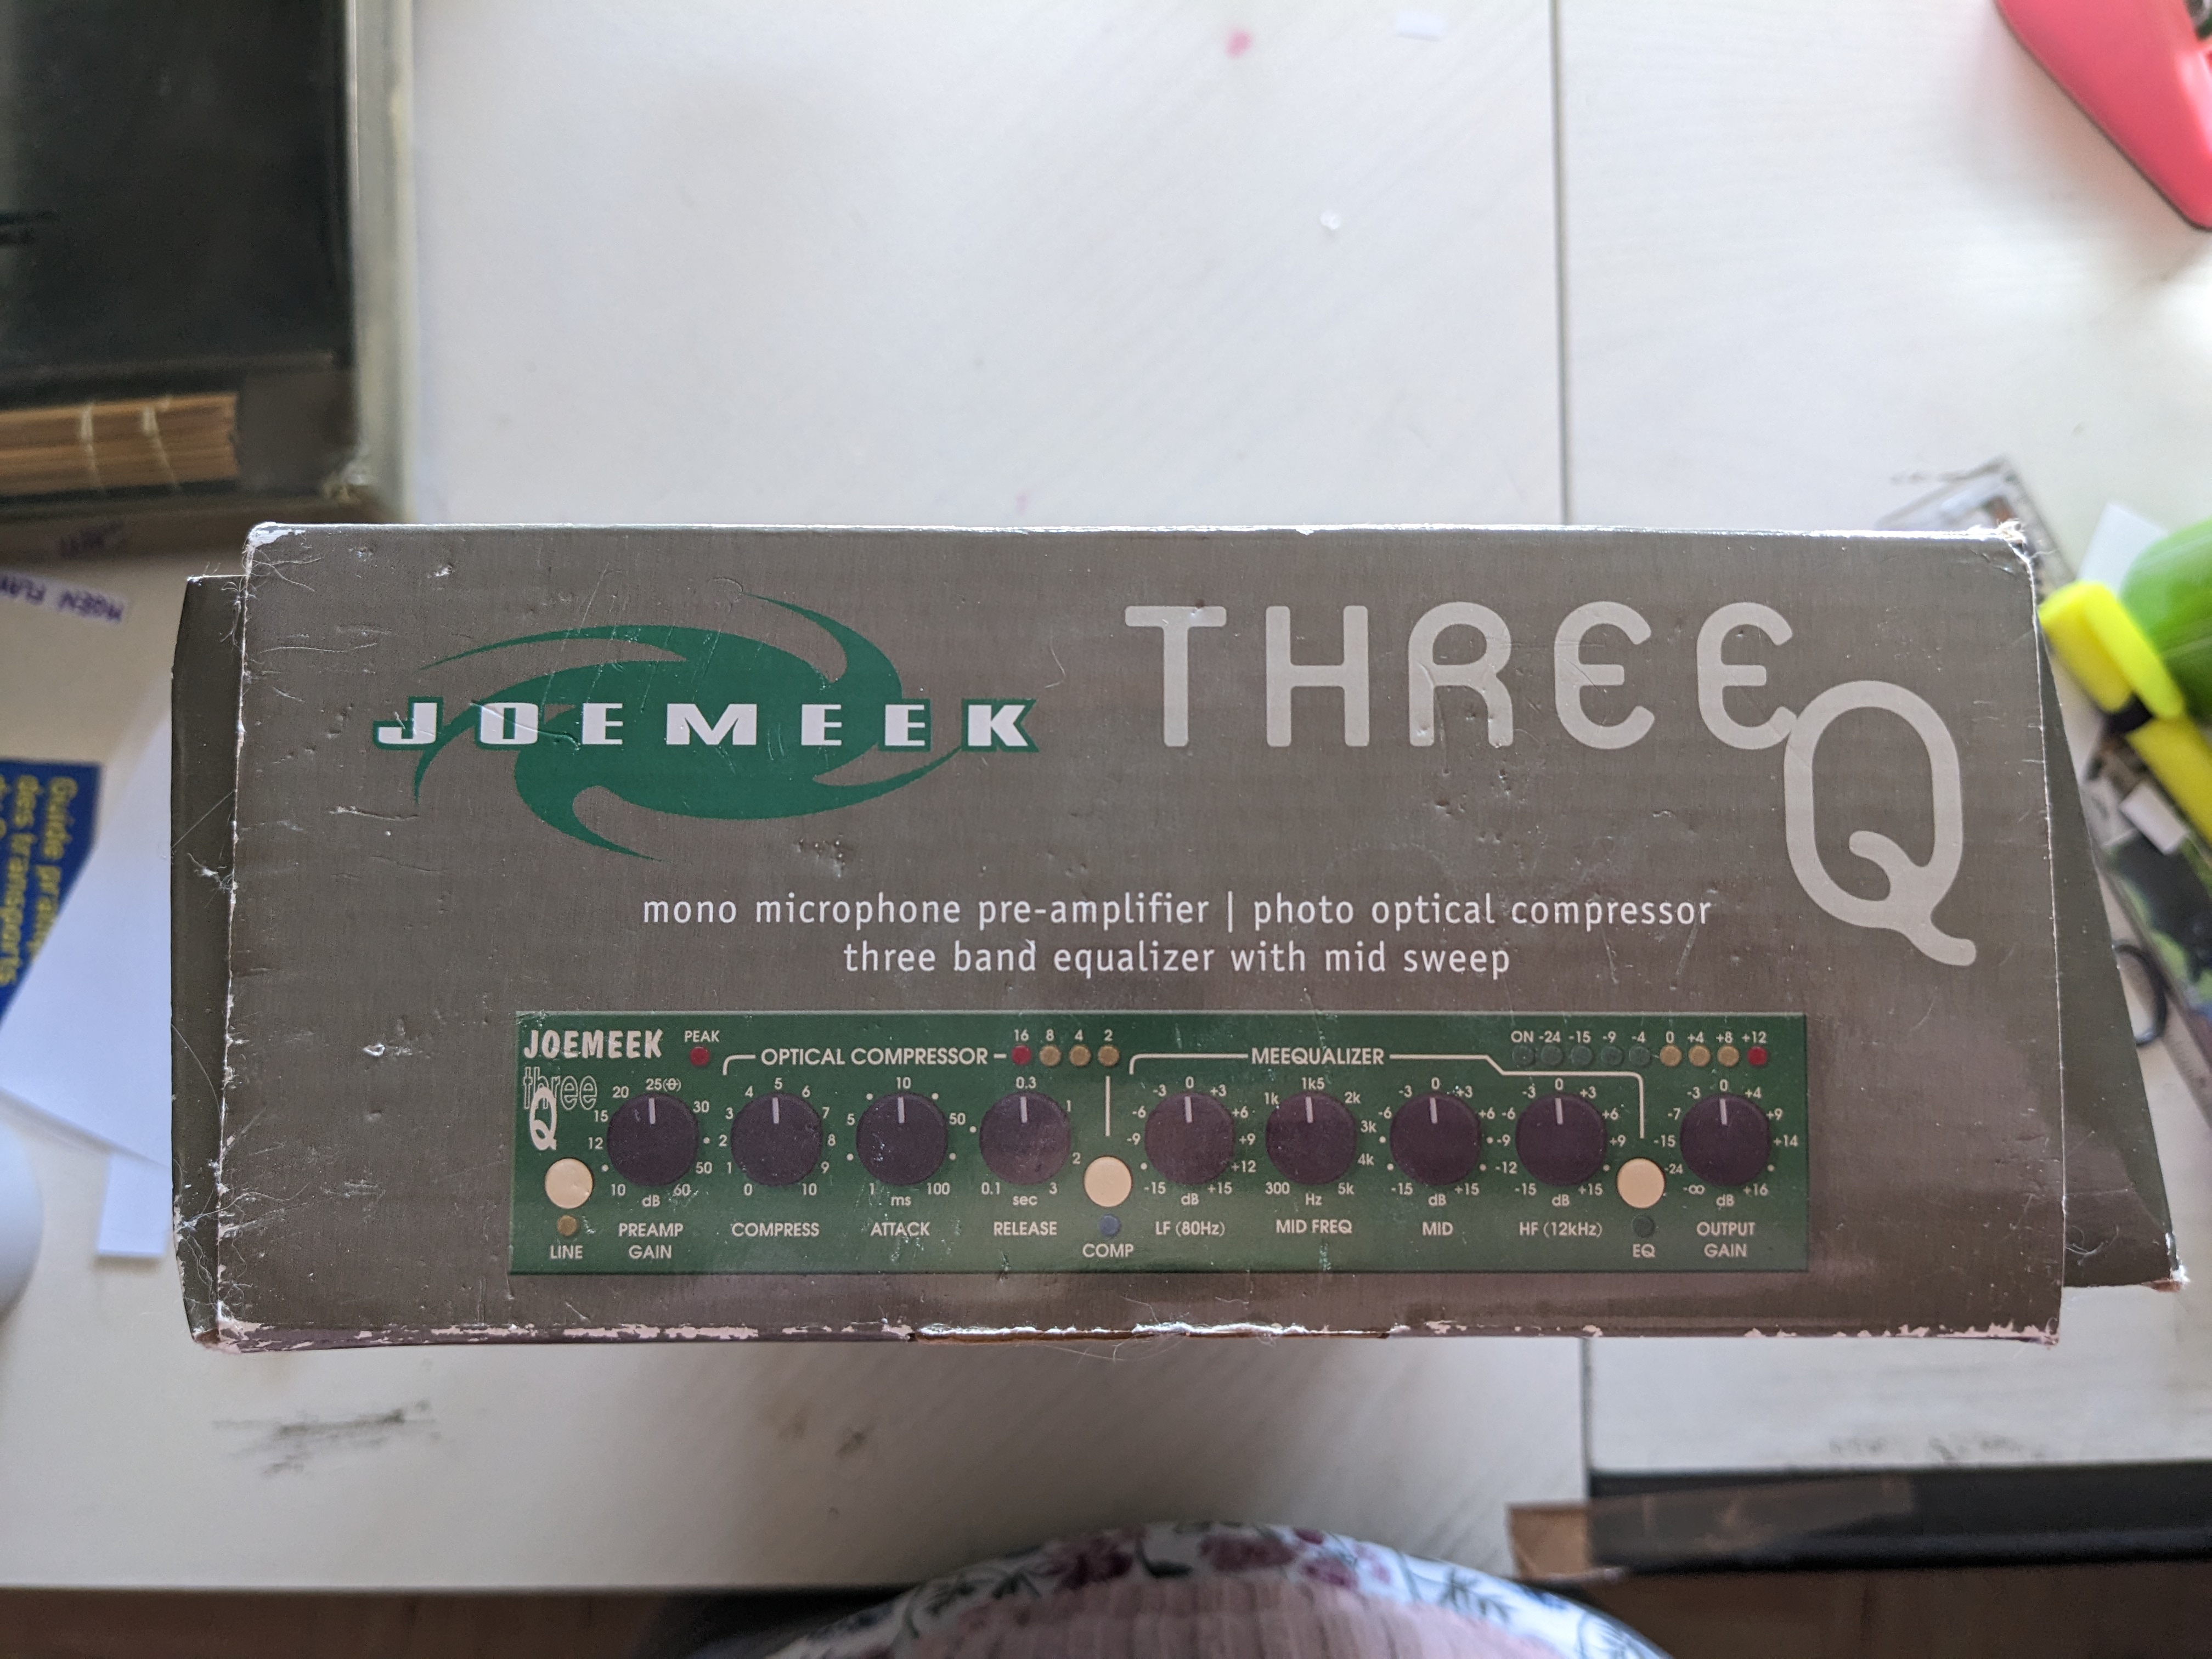 JOEMEEK
THREE
Q
mono microphone pre-amplifier | photo optical compressor
three band equalizer with mid sweep
JOEMEEK PEAK
three
Q
OPTICAL COMPRESSOR
16 8 4 2
MEEQUALIZER
ON -24 -15 -9 -4 0 +4 +8 +12
10 12 15 20 25(θ) 30 50 60
dB
0 1 2 3 4 5 6 7 8 9 10
1 5 10 50 100
ms
0.1 0.3 1 2 3
sec
-15 -9 -6 -3 0 +3 +6 +9 +12 +15
dB
300 1k 1k5 2k 3k 4k 5k
Hz
-15 -6 -3 0 +3 +6 +15
dB
-15 -12 -9 -6 -3 0 +3 +6 +9 +15
dB
-∞ -24 -15 -7 -3 0 +4 +9 +14 +16
dB
LINE
PREAMP
GAIN
COMPRESS
ATTACK
RELEASE
COMP
LF (80Hz)
MID FREQ
MID
HF (12kHz)
EQ
OUTPUT
GAIN
Guide
des transports